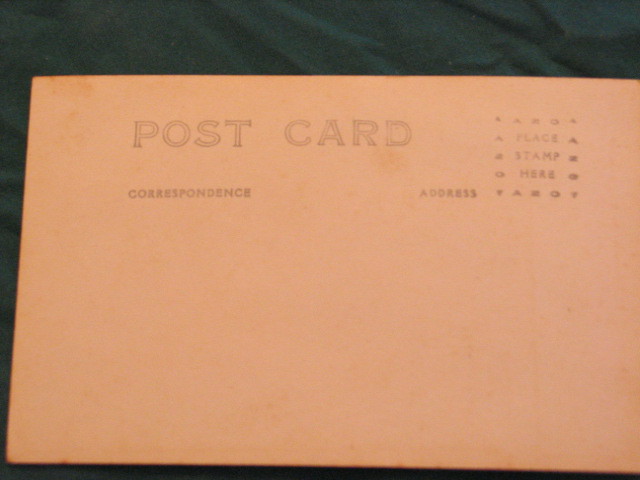 POST CARD
PLACE
STAMP
HERE
CORRESPONDENCE
ADDRESS